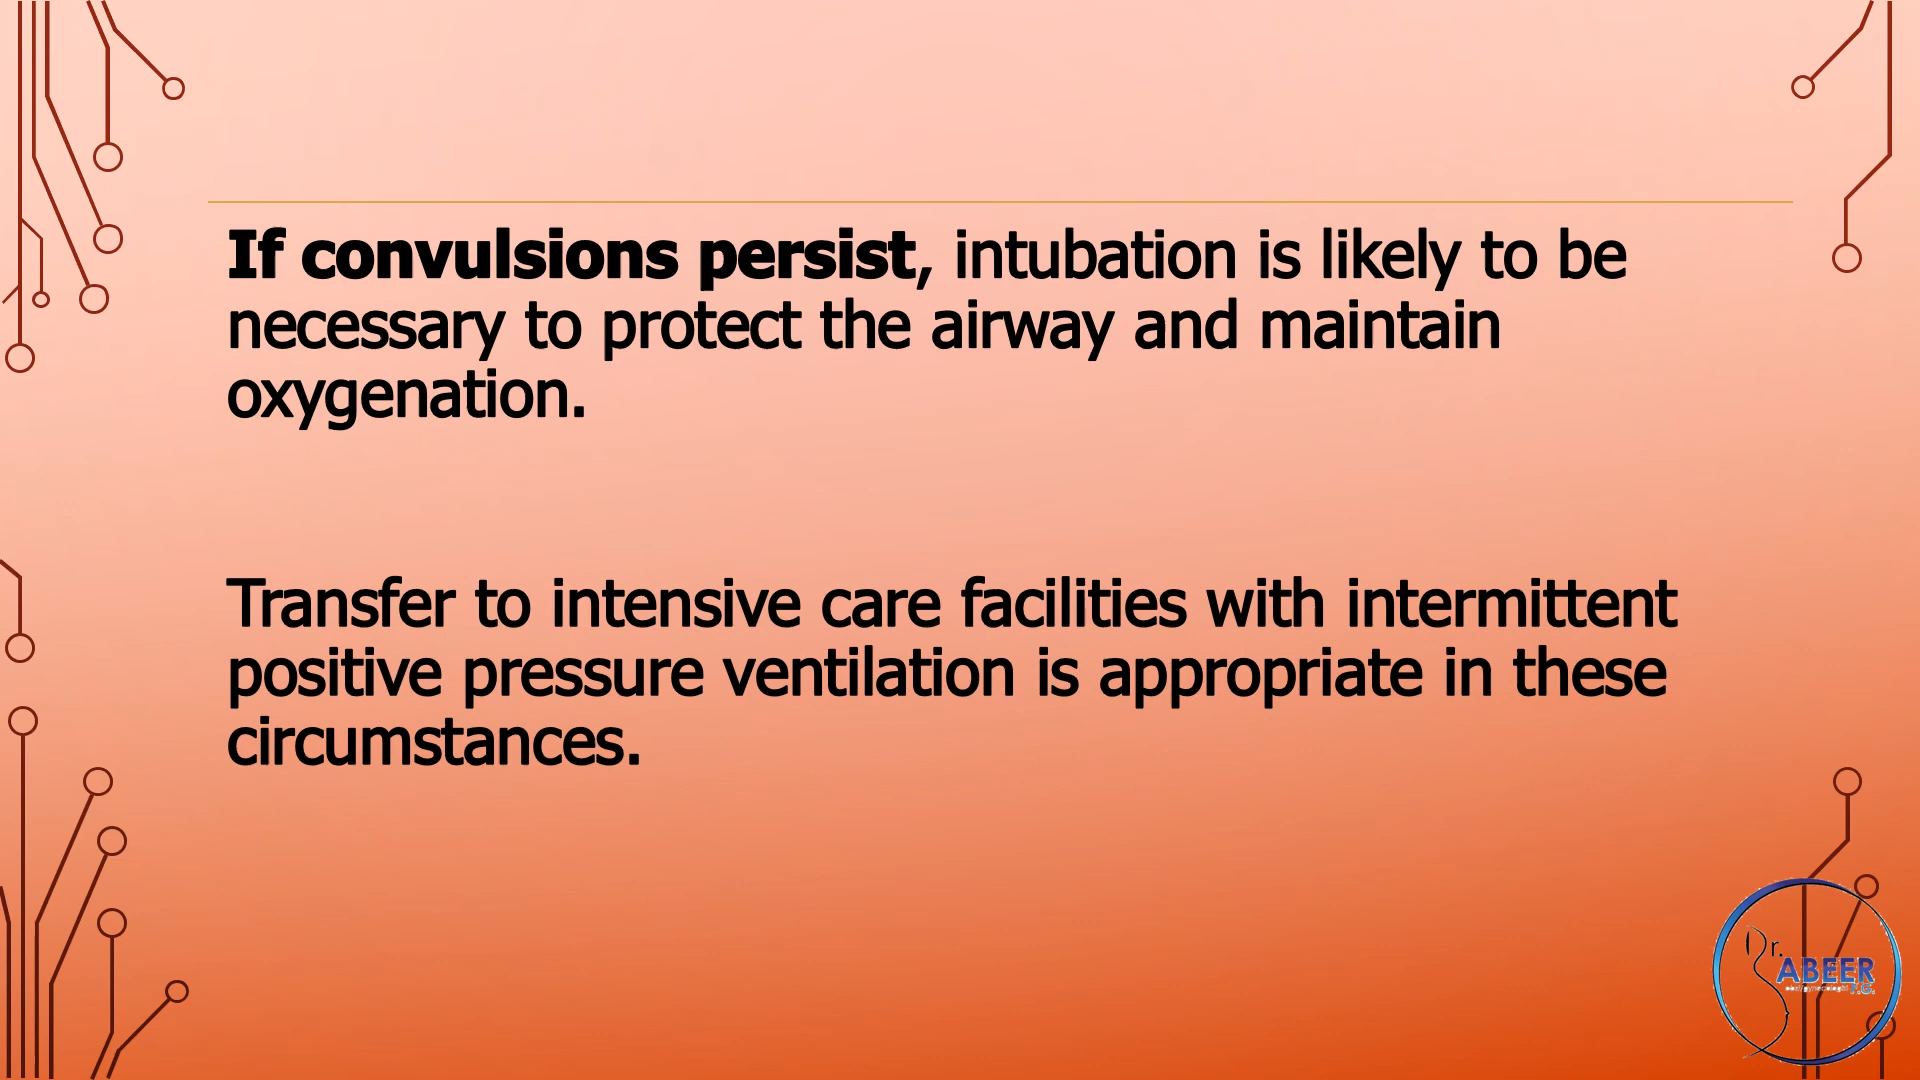 If convulsions persist, intubation is likely to be
necessary to protect the airway and maintain
oxygenation.
Transfer to intensive care facilities with intermittent
positive pressure ventilation is appropriate in these
circumstances.
Dr.
ABEER
F.G.